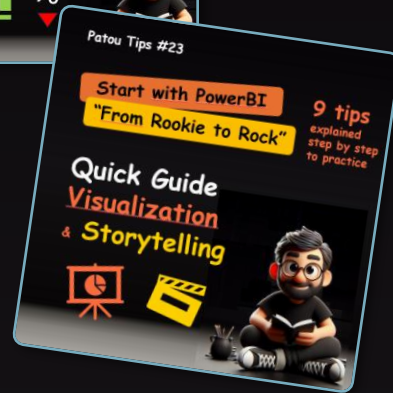 Patou Tips #23
Start with PowerBI
"From Rookie to Rock"
9 tips
explained
step by step
to practice
Quick Guide
Visualization
& Storytelling